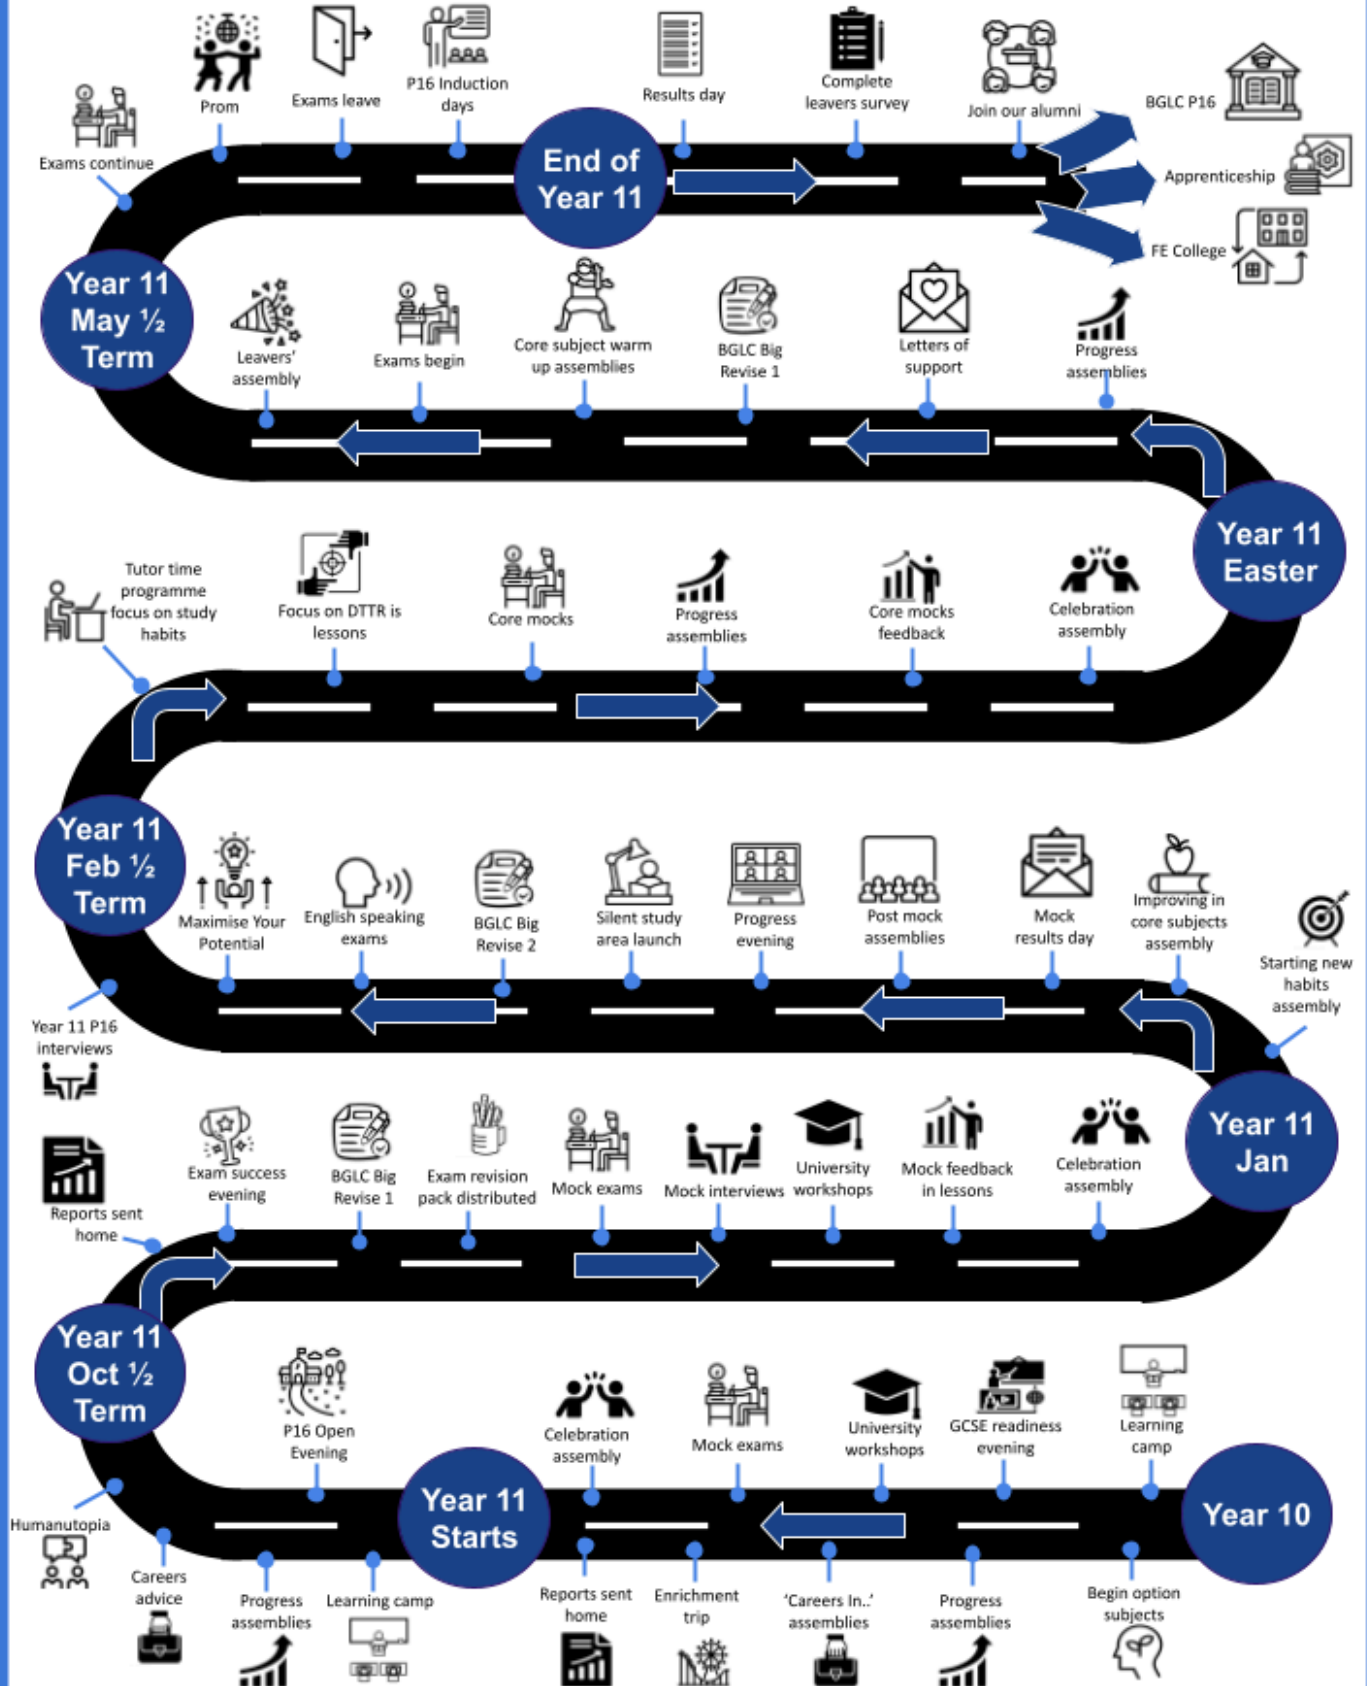 Prom
Exams leave
P16 Induction
days
Results day
Complete
leavers survey
Join our alumni
BGLC P16
Exams continue
End of
Year 11
Apprenticeship
FE College
Year 11
May ½
Term
Leavers'
assembly
Exams begin
Core subject warm
up assemblies
BGLC Big
Revise 1
Letters of
support
Progress
assemblies
Year 11
Easter
Tutor time
programme
focus on study
habits
Focus on DTTR is
lessons
Core mocks
Progress
assemblies
Core mocks
feedback
Celebration
assembly
Year 11
Feb ½
Term
Maximise Your
Potential
English speaking
exams
BGLC Big
Revise 2
Silent study
area launch
Progress
evening
Post mock
assemblies
Mock
results day
Improving in
core subjects
assembly
Starting new
habits
assembly
Year 11 P16
interviews
Year 11
Jan
Reports sent
home
Exam success
evening
BGLC Big
Revise 1
Exam revision
pack distributed
Mock exams
Mock interviews
University
workshops
Mock feedback
in lessons
Celebration
assembly
Year 11
Oct ½
Term
P16 Open
Evening
Celebration
assembly
Mock exams
University
workshops
GCSE readiness
evening
Learning
camp
Year 11
Starts
Year 10
Humanutopia
Careers
advice
Progress
assemblies
Learning camp
Reports sent
home
Enrichment
trip
'Careers In..'
assemblies
Progress
assemblies
Begin option
subjects